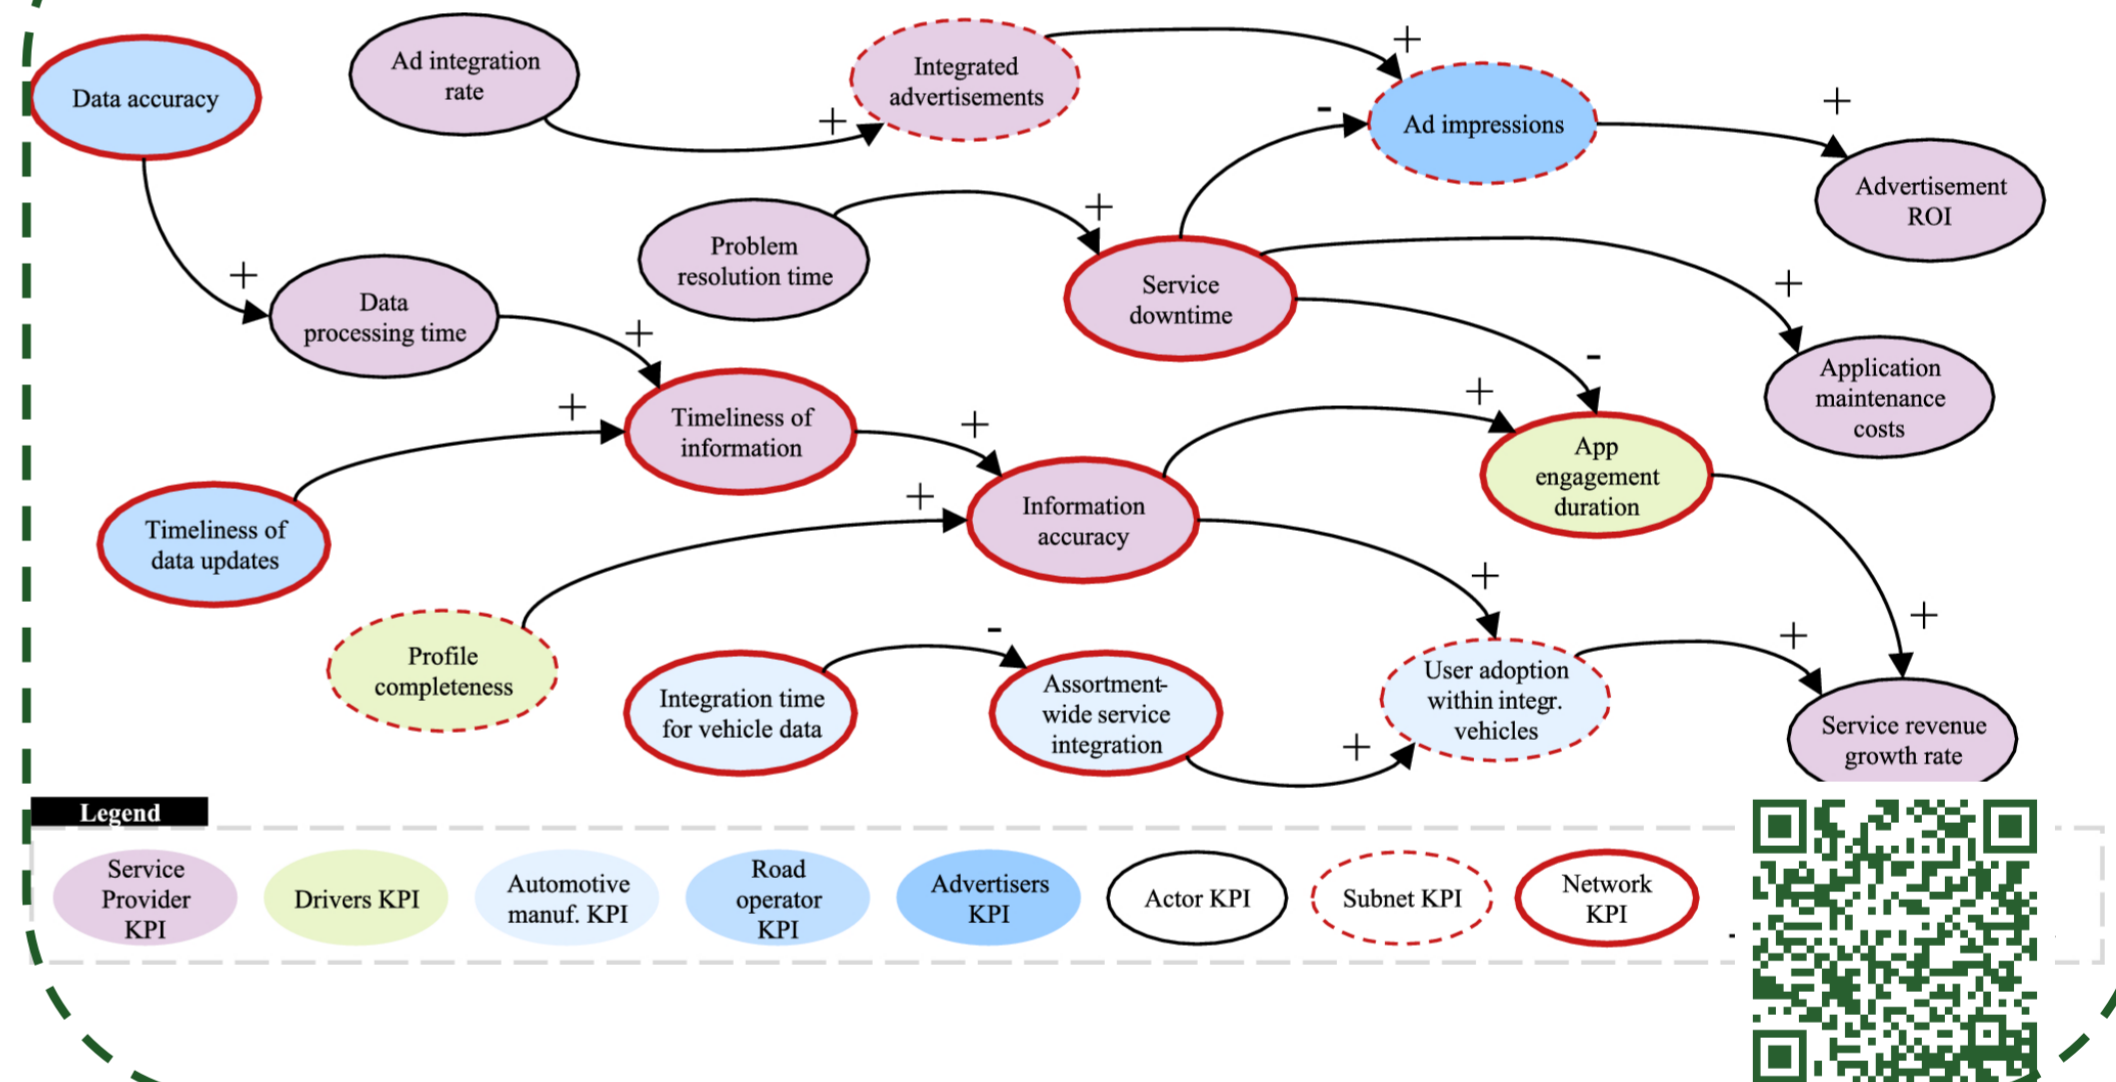 Data accuracy
Ad integration
rate
+
Integrated
advertisements
+
-
Ad impressions
+
Advertisement
ROI
Problem
resolution time
+
Service
downtime
+
+
Data
processing time
+
-
Application
maintenance
costs
+
Timeliness of
information
+
+
App
engagement
duration
Timeliness of
data updates
+
Information
accuracy
+
+
Profile
completeness
-
Integration time
for vehicle data
Assortment-
wide service
integration
+
User adoption
within integr.
vehicles
+
Service revenue
growth rate
Legend
Service
Provider
KPI
Drivers KPI
Automotive
manuf. KPI
Road
operator
KPI
Advertisers
KPI
Actor KPI
Subnet KPI
Network
KPI